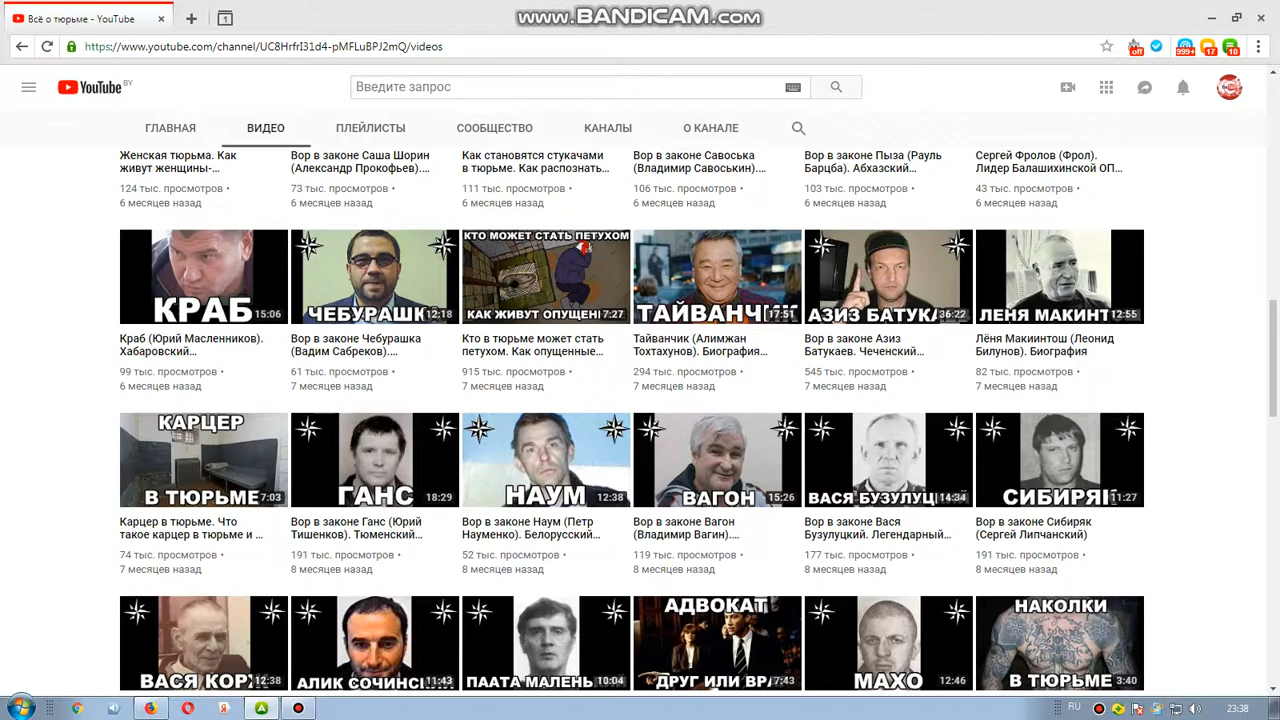 www.BANDICAM.com
Всё о тюрьме - YouTube
1
https://www.youtube.com/channel/UC8HrfrI31d4-pMFLuBPJ2mQ/videos
off
999+
17
10
YouTube BY
Введите запрос
ГЛАВНАЯ
ВИДЕО
ПЛЕЙЛИСТЫ
СООБЩЕСТВО
КАНАЛЫ
О КАНАЛЕ
Женская тюрьма. Как
живут женщины-...
124 тыс. просмотров •
6 месяцев назад
Вор в законе Саша Шорин
(Александр Прокофьев)....
73 тыс. просмотров •
6 месяцев назад
Как становятся стукачами
в тюрьме. Как распознать...
111 тыс. просмотров •
6 месяцев назад
Вор в законе Савоська
(Владимир Савоськин)....
106 тыс. просмотров •
6 месяцев назад
Вор в законе Пыза (Рауль
Барцба). Абхазский...
103 тыс. просмотров •
6 месяцев назад
Сергей Фролов (Фрол).
Лидер Балашихинской ОП...
43 тыс. просмотров •
6 месяцев назад
КРАБ
15:06
Краб (Юрий Масленников).
Хабаровский...
99 тыс. просмотров •
6 месяцев назад
ЧЕБУРАШК
12:18
Вор в законе Чебурашка
(Вадим Сабреков)....
61 тыс. просмотров •
7 месяцев назад
КТО МОЖЕТ СТАТЬ ПЕТУХОМ
КАК ЖИВУТ ОПУЩЕН
7:27
Кто в тюрьме может стать
петухом. Как опущенные...
915 тыс. просмотров •
7 месяцев назад
ТАЙВАНЧИК
17:51
Тайванчик (Алимжан
Тохтахунов). Биография...
294 тыс. просмотров •
7 месяцев назад
АЗИЗ БАТУКА
36:22
Вор в законе Азиз
Батукаев. Чеченский...
545 тыс. просмотров •
7 месяцев назад
ЛЕНЯ МАКИНТ
12:55
Лёня Макиинтош (Леонид
Билунов). Биография
82 тыс. просмотров •
7 месяцев назад
КАРЦЕР
В ТЮРЬМЕ
7:03
Карцер в тюрьме. Что
такое карцер в тюрьме и ...
74 тыс. просмотров •
7 месяцев назад
ГАНС
18:29
Вор в законе Ганс (Юрий
Тишенков). Тюменский...
191 тыс. просмотров •
8 месяцев назад
НАУМ
12:38
Вор в законе Наум (Петр
Науменко). Белорусский...
52 тыс. просмотров •
8 месяцев назад
ВАГОН
15:26
Вор в законе Вагон
(Владимир Вагин)....
119 тыс. просмотров •
8 месяцев назад
ВАСЯ БУЗУЛУЦ
14:34
Вор в законе Вася
Бузулуцкий. Легендарный...
177 тыс. просмотров •
8 месяцев назад
СИБИРЯК
11:27
Вор в законе Сибиряк
(Сергей Липчанский)
191 тыс. просмотров •
8 месяцев назад
ВАСЯ КОРЖ
12:38
АЛИК СОЧИНС
11:43
ПААТА МАЛЕНЬ
10:04
АДВОКАТ
ДРУГ ИЛИ ВРА
7:43
МАХО
12:46
НАКОЛКИ
В ТЮРЬМЕ
3:40
RU
23:38